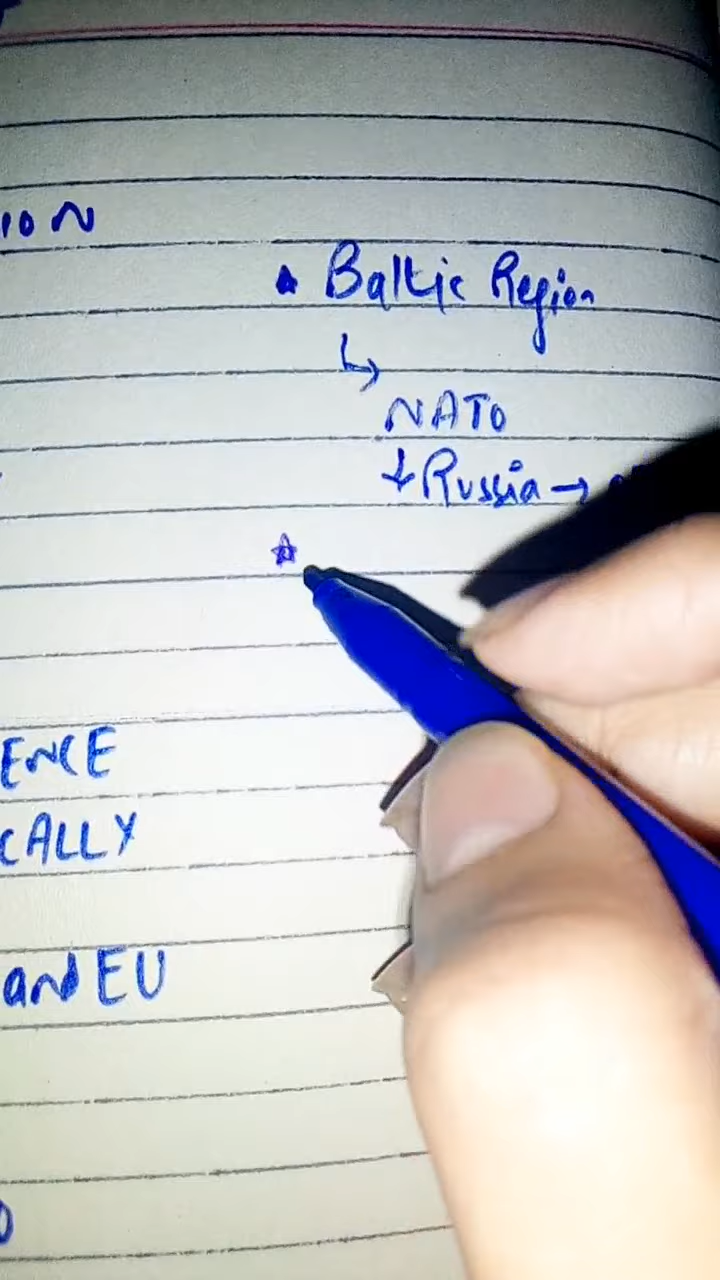 ION
Baltic Region
↳
NATO
↓ Russia →
ENCE
CALLY
and EU